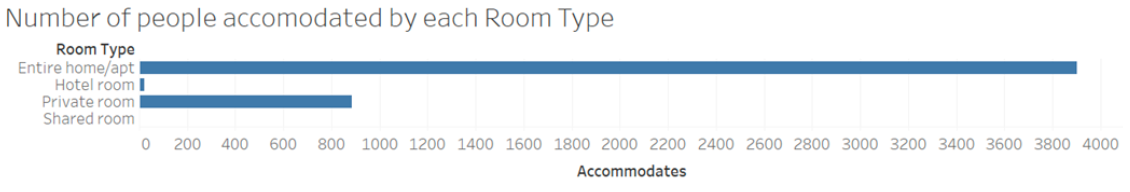 Number of people accomodated by each Room Type
Room Type
Entire home/apt
Hotel room
Private room
Shared room
0 200 400 600 800 1000 1200 1400 1600 1800 2000 2200 2400 2600 2800 3000 3200 3400 3600 3800 4000
Accommodates